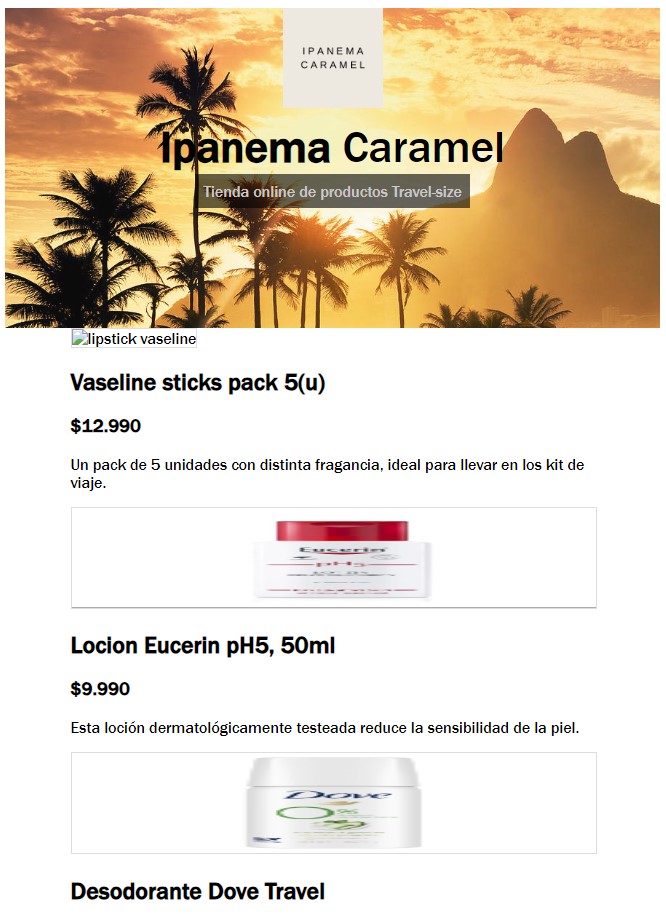 IPANEMA
CARAMEL
Ipanema Caramel
Tienda online de productos Travel-size
lipstick vaseline
Vaseline sticks pack 5(u)
$12.990
Un pack de 5 unidades con distinta fragancia, ideal para llevar en los kit de
viaje.
Eucerin
pH5
Locion Eucerin pH5, 50ml
$9.990
Esta loción dermatológicamente testeada reduce la sensibilidad de la piel.
Dove
0%
Desodorante Dove Travel